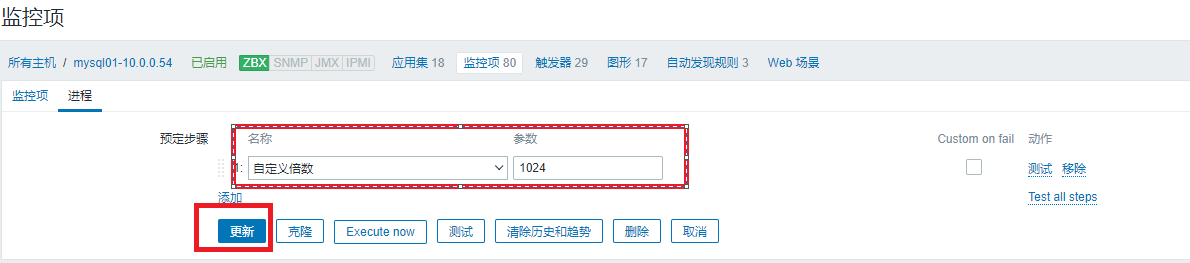 监控项
所有主机 / mysql01-10.0.0.54 已启用 ZBX SNMP JMX IPMI 应用集 18 监控项 80 触发器 29 图形 17 自动发现规则 3 Web 场景
监控项 进程
预定步骤 名称 参数 Custom on fail 动作
1: 自定义倍数 1024 测试 移除
添加 Test all steps
更新 克隆 Execute now 测试 清除历史和趋势 删除 取消